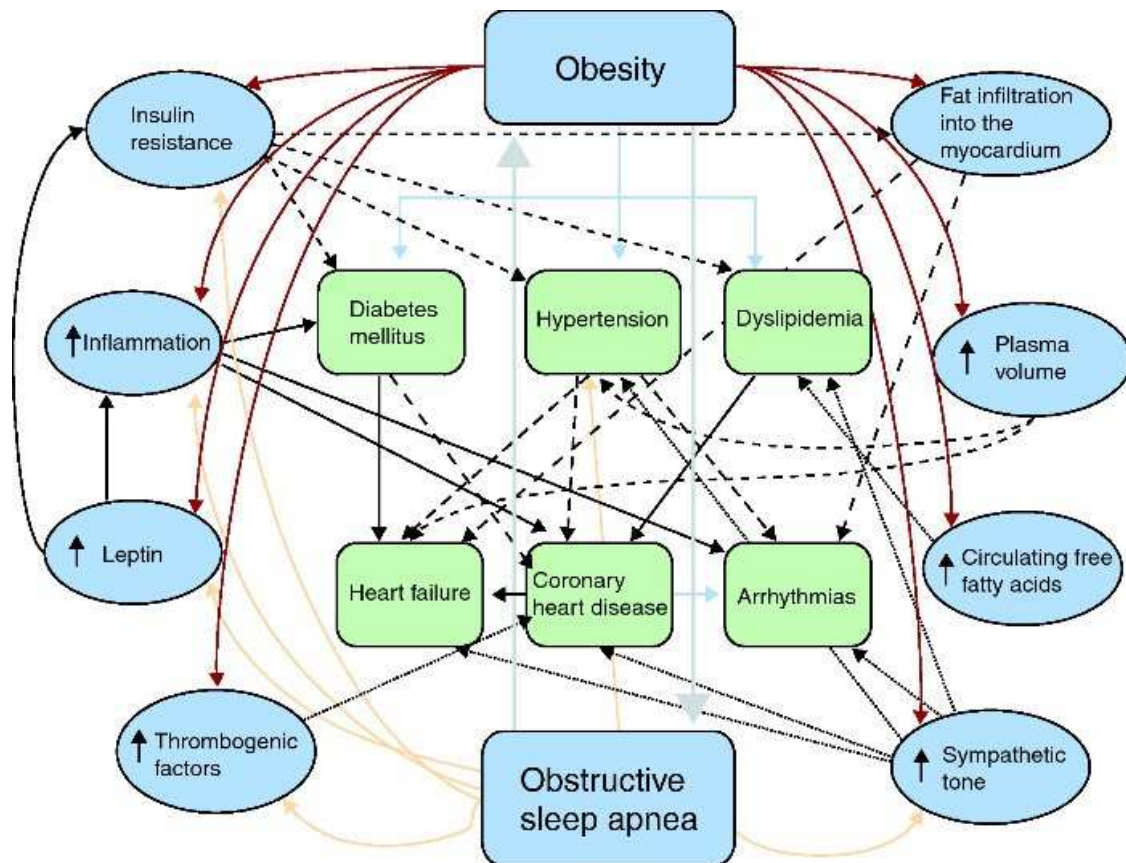 Obesity
Insulin
resistance
Fat infiltration
into the
myocardium
Diabetes
mellitus
Hypertension
Dyslipidemia
↑ Inflammation
↑ Plasma
volume
↑ Leptin
Heart failure
Coronary
heart disease
Arrhythmias
↑ Circulating free
fatty acids
↑ Thrombogenic
factors
Obstructive
sleep apnea
↑ Sympathetic
tone